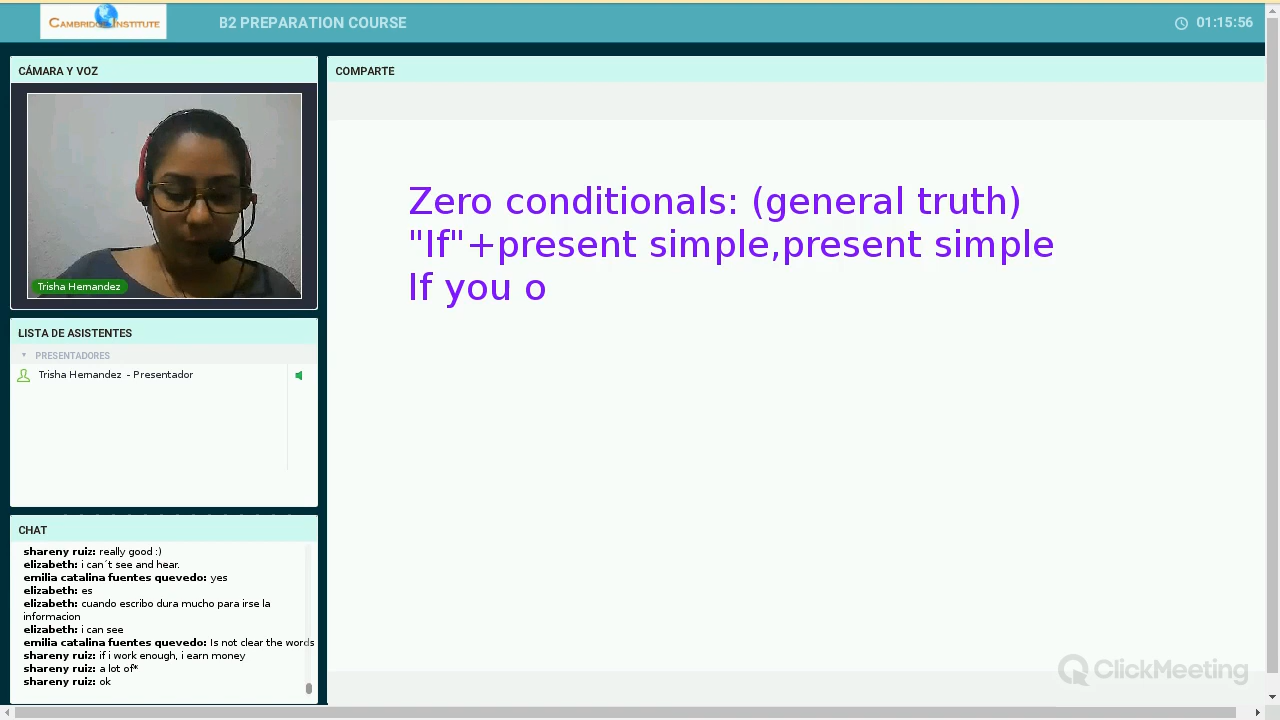 CAMBRIDGE INSTITUTE
B2 PREPARATION COURSE
01:15:56
CÁMARA Y VOZ
Trisha Hernandez
LISTA DE ASISTENTES
PRESENTADORES
Trisha Hernandez - Presentador
CHAT
shareny ruiz: really good :)
elizabeth: i can´t see and hear.
emilia catalina fuentes quevedo: yes
elizabeth: es
elizabeth: cuando escribo dura mucho para irse la
informacion
elizabeth: i can see
emilia catalina fuentes quevedo: Is not clear the words
shareny ruiz: if i work enough, i earn money
shareny ruiz: a lot of*
shareny ruiz: ok
COMPARTE
Zero conditionals: (general truth)
"If"+present simple,present simple
If you o
ClickMeeting